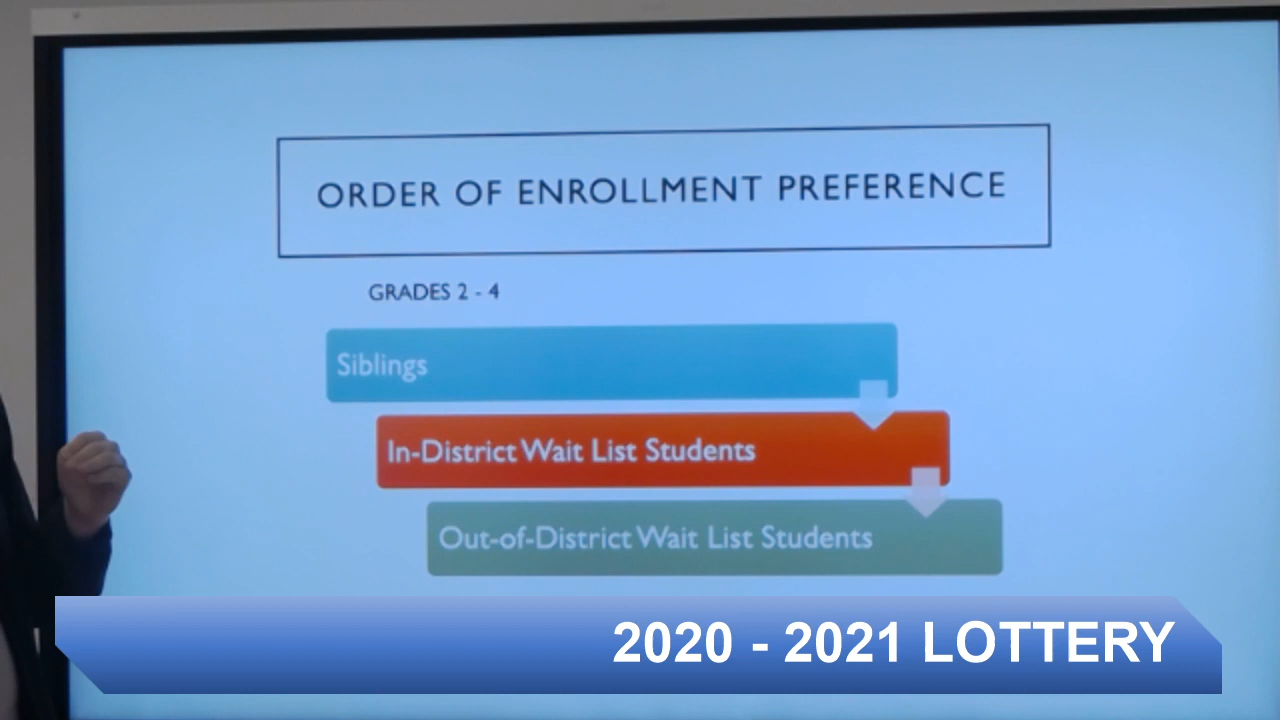 ORDER OF ENROLLMENT PREFERENCE
GRADES 2 - 4
Siblings
In-District Wait List Students
Out-of-District Wait List Students
2020 - 2021 LOTTERY